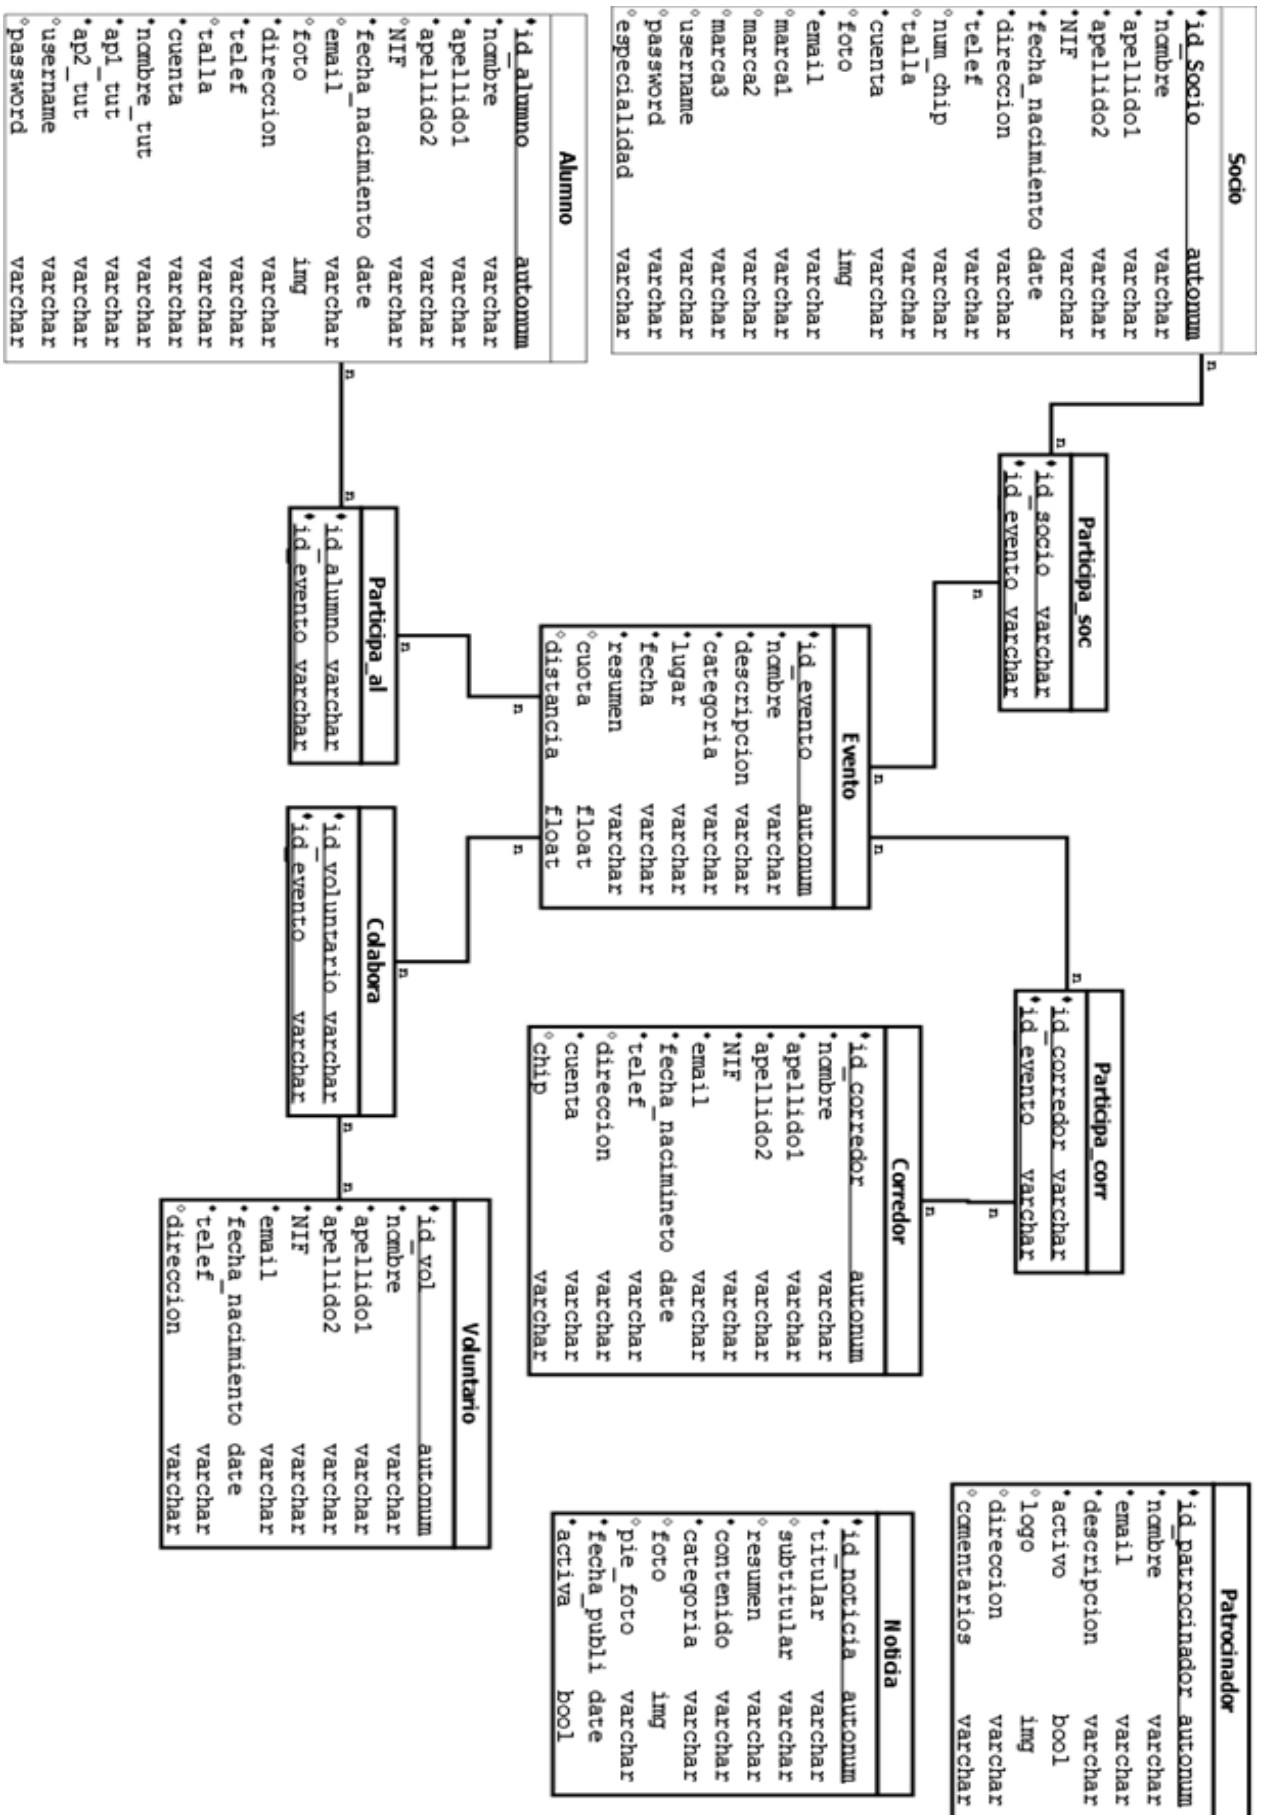 Socio
id_Socio autonum
nombre varchar
apellido1 varchar
apellido2 varchar
NIF varchar
fecha_nacimiento date
direccion varchar
telef varchar
num_chip varchar
talla varchar
cuenta varchar
foto img
email varchar
marca1 varchar
marca2 varchar
marca3 varchar
username varchar
password varchar
especialidad varchar
n
n
Participa_soc
id_socio varchar
id_evento varchar
n
n
Participa_corr
id_corredor varchar
id_evento varchar
n
n
n
n
Patrocinador
id_patrocinador autonum
nombre varchar
email varchar
descripcion varchar
activo bool
logo img
direccion varchar
comentarios varchar
Evento
id_evento autonum
nombre varchar
descripcion varchar
categoria varchar
lugar varchar
fecha varchar
resumen varchar
cuota float
distancia float
n
n
Corredor
id_corredor autonum
nombre varchar
apellido1 varchar
apellido2 varchar
NIF varchar
email varchar
fecha_nacimineto date
telef varchar
direccion varchar
cuenta varchar
chip varchar
Noticia
id_noticia autonum
titular varchar
subtitular varchar
resumen varchar
contenido varchar
categoria varchar
foto img
pie_foto varchar
fecha_publi date
activa bool
Alumno
id_alumno autonum
nombre varchar
apellido1 varchar
apellido2 varchar
NIF varchar
fecha_nacimiento date
email varchar
foto img
direccion varchar
telef varchar
talla varchar
cuenta varchar
nombre_tut varchar
ap1_tut varchar
ap2_tut varchar
username varchar
password varchar
n
n
Participa_al
id_alumno varchar
id_evento varchar
n
Colabora
id_voluntario varchar
id_evento varchar
n
n
n
Voluntario
id_vol autonum
nombre varchar
apellido1 varchar
apellido2 varchar
NIF varchar
email varchar
fecha_nacimiento date
telef varchar
direccion varchar